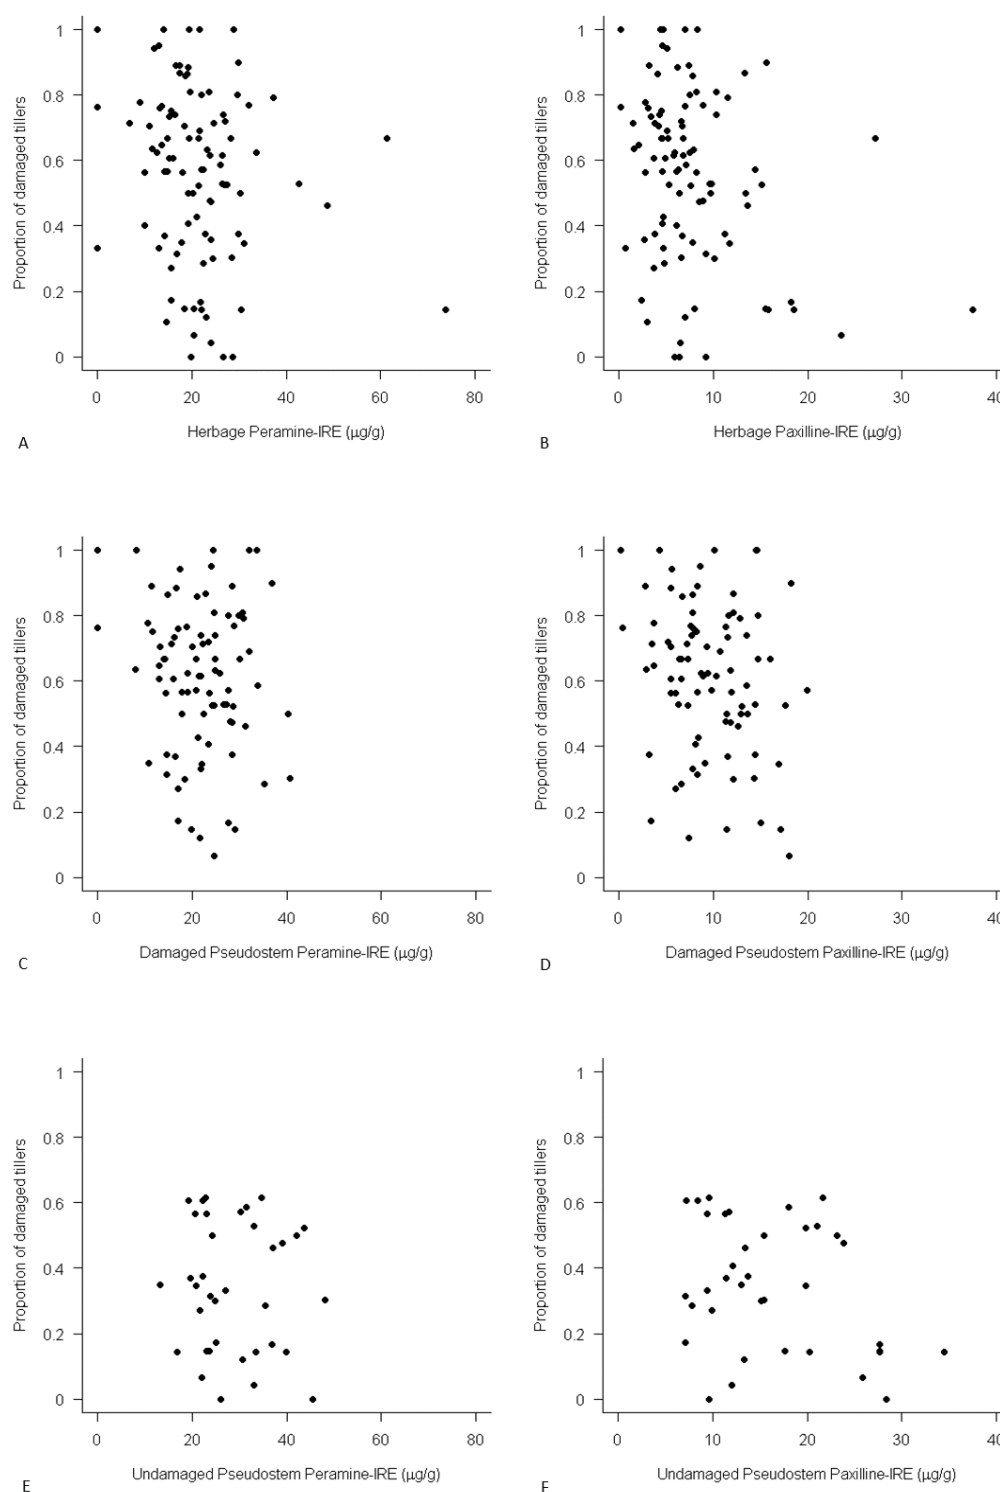 1
0.8
0.6
0.4
0.2
0
Proportion of damaged tillers
0 20 40 60 80
Herbage Peramine-IRE (µg/g)
A
1
0.8
0.6
0.4
0.2
0
Proportion of damaged tillers
0 10 20 30 40
Herbage Paxilline-IRE (µg/g)
B
1
0.8
0.6
0.4
0.2
0
Proportion of damaged tillers
0 20 40 60 80
Damaged Pseudostem Peramine-IRE (µg/g)
C
1
0.8
0.6
0.4
0.2
0
Proportion of damaged tillers
0 10 20 30 40
Damaged Pseudostem Paxilline-IRE (µg/g)
D
1
0.8
0.6
0.4
0.2
0
Proportion of damaged tillers
0 20 40 60 80
Undamaged Pseudostem Peramine-IRE (µg/g)
E
1
0.8
0.6
0.4
0.2
0
Proportion of damaged tillers
0 10 20 30 40
Undamaged Pseudostem Paxilline-IRE (µg/g)
F